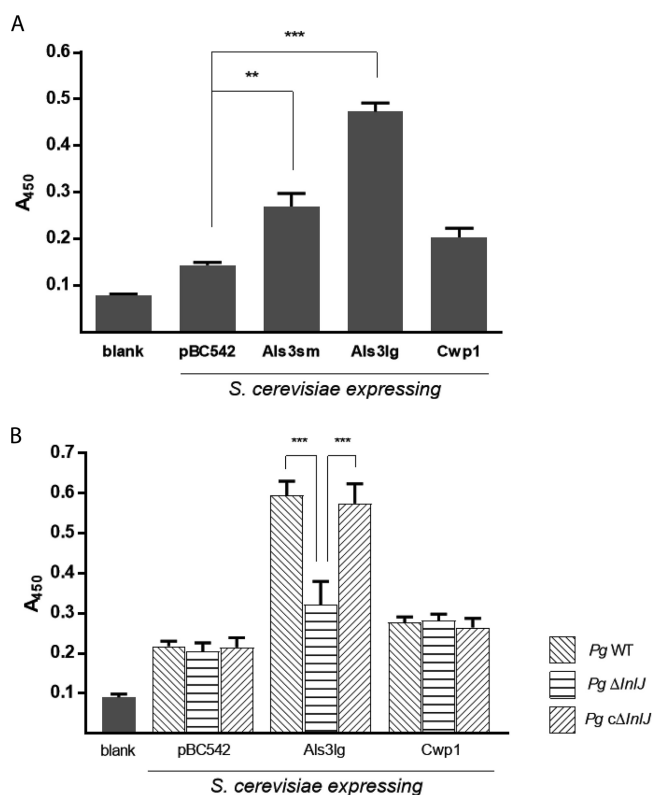 A
***
**
0.6
0.5
0.4
0.3
0.2
0.1
A450
blank pBC542 Als3sm Als3lg Cwp1
S. cerevisiae expressing
B
*** ***
0.7
0.6
0.5
0.4
0.3
0.2
0.1
A450
Pg WT
Pg ΔInlJ
Pg cΔInlJ
blank pBC542 Als3lg Cwp1
S. cerevisiae expressing